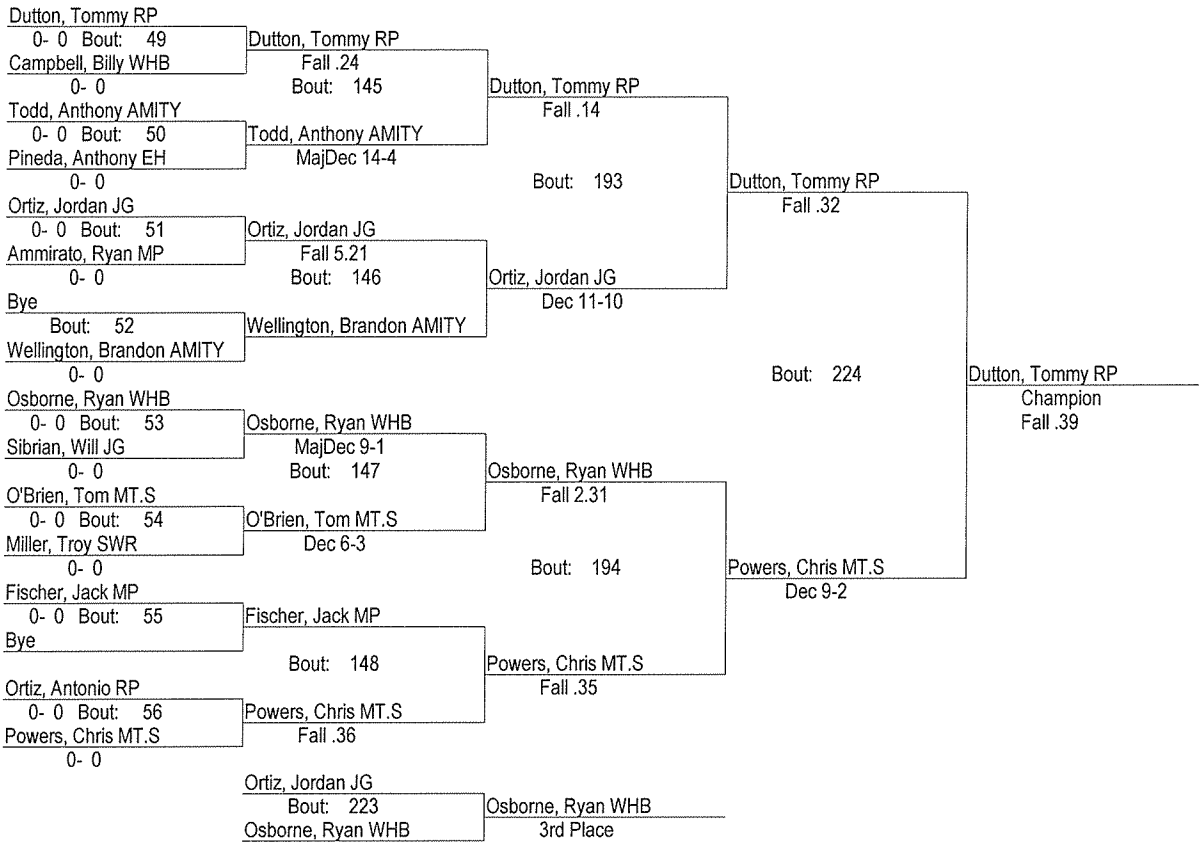 Dutton, Tommy RP
0- 0 Bout: 49
Campbell, Billy WHB
0- 0
Todd, Anthony AMITY
0- 0 Bout: 50
Pineda, Anthony EH
0- 0
Ortiz, Jordan JG
0- 0 Bout: 51
Ammirato, Ryan MP
0- 0
Bye
Bout: 52
Wellington, Brandon AMITY
0- 0
Osborne, Ryan WHB
0- 0 Bout: 53
Sibrian, Will JG
0- 0
O'Brien, Tom MT.S
0- 0 Bout: 54
Miller, Troy SWR
0- 0
Fischer, Jack MP
0- 0 Bout: 55
Bye
Ortiz, Antonio RP
0- 0 Bout: 56
Powers, Chris MT.S
0- 0
Dutton, Tommy RP
Fall .24
Bout: 145
Todd, Anthony AMITY
MajDec 14-4
Ortiz, Jordan JG
Fall 5.21
Bout: 146
Wellington, Brandon AMITY
Osborne, Ryan WHB
MajDec 9-1
Bout: 147
O'Brien, Tom MT.S
Dec 6-3
Fischer, Jack MP
Bout: 148
Powers, Chris MT.S
Fall .36
Dutton, Tommy RP
Fall .14
Bout: 193
Ortiz, Jordan JG
Dec 11-10
Osborne, Ryan WHB
Fall 2.31
Bout: 194
Powers, Chris MT.S
Fall .35
Dutton, Tommy RP
Fall .32
Bout: 224
Powers, Chris MT.S
Dec 9-2
Dutton, Tommy RP
Champion
Fall .39
Ortiz, Jordan JG
Bout: 223
Osborne, Ryan WHB
Osborne, Ryan WHB
3rd Place